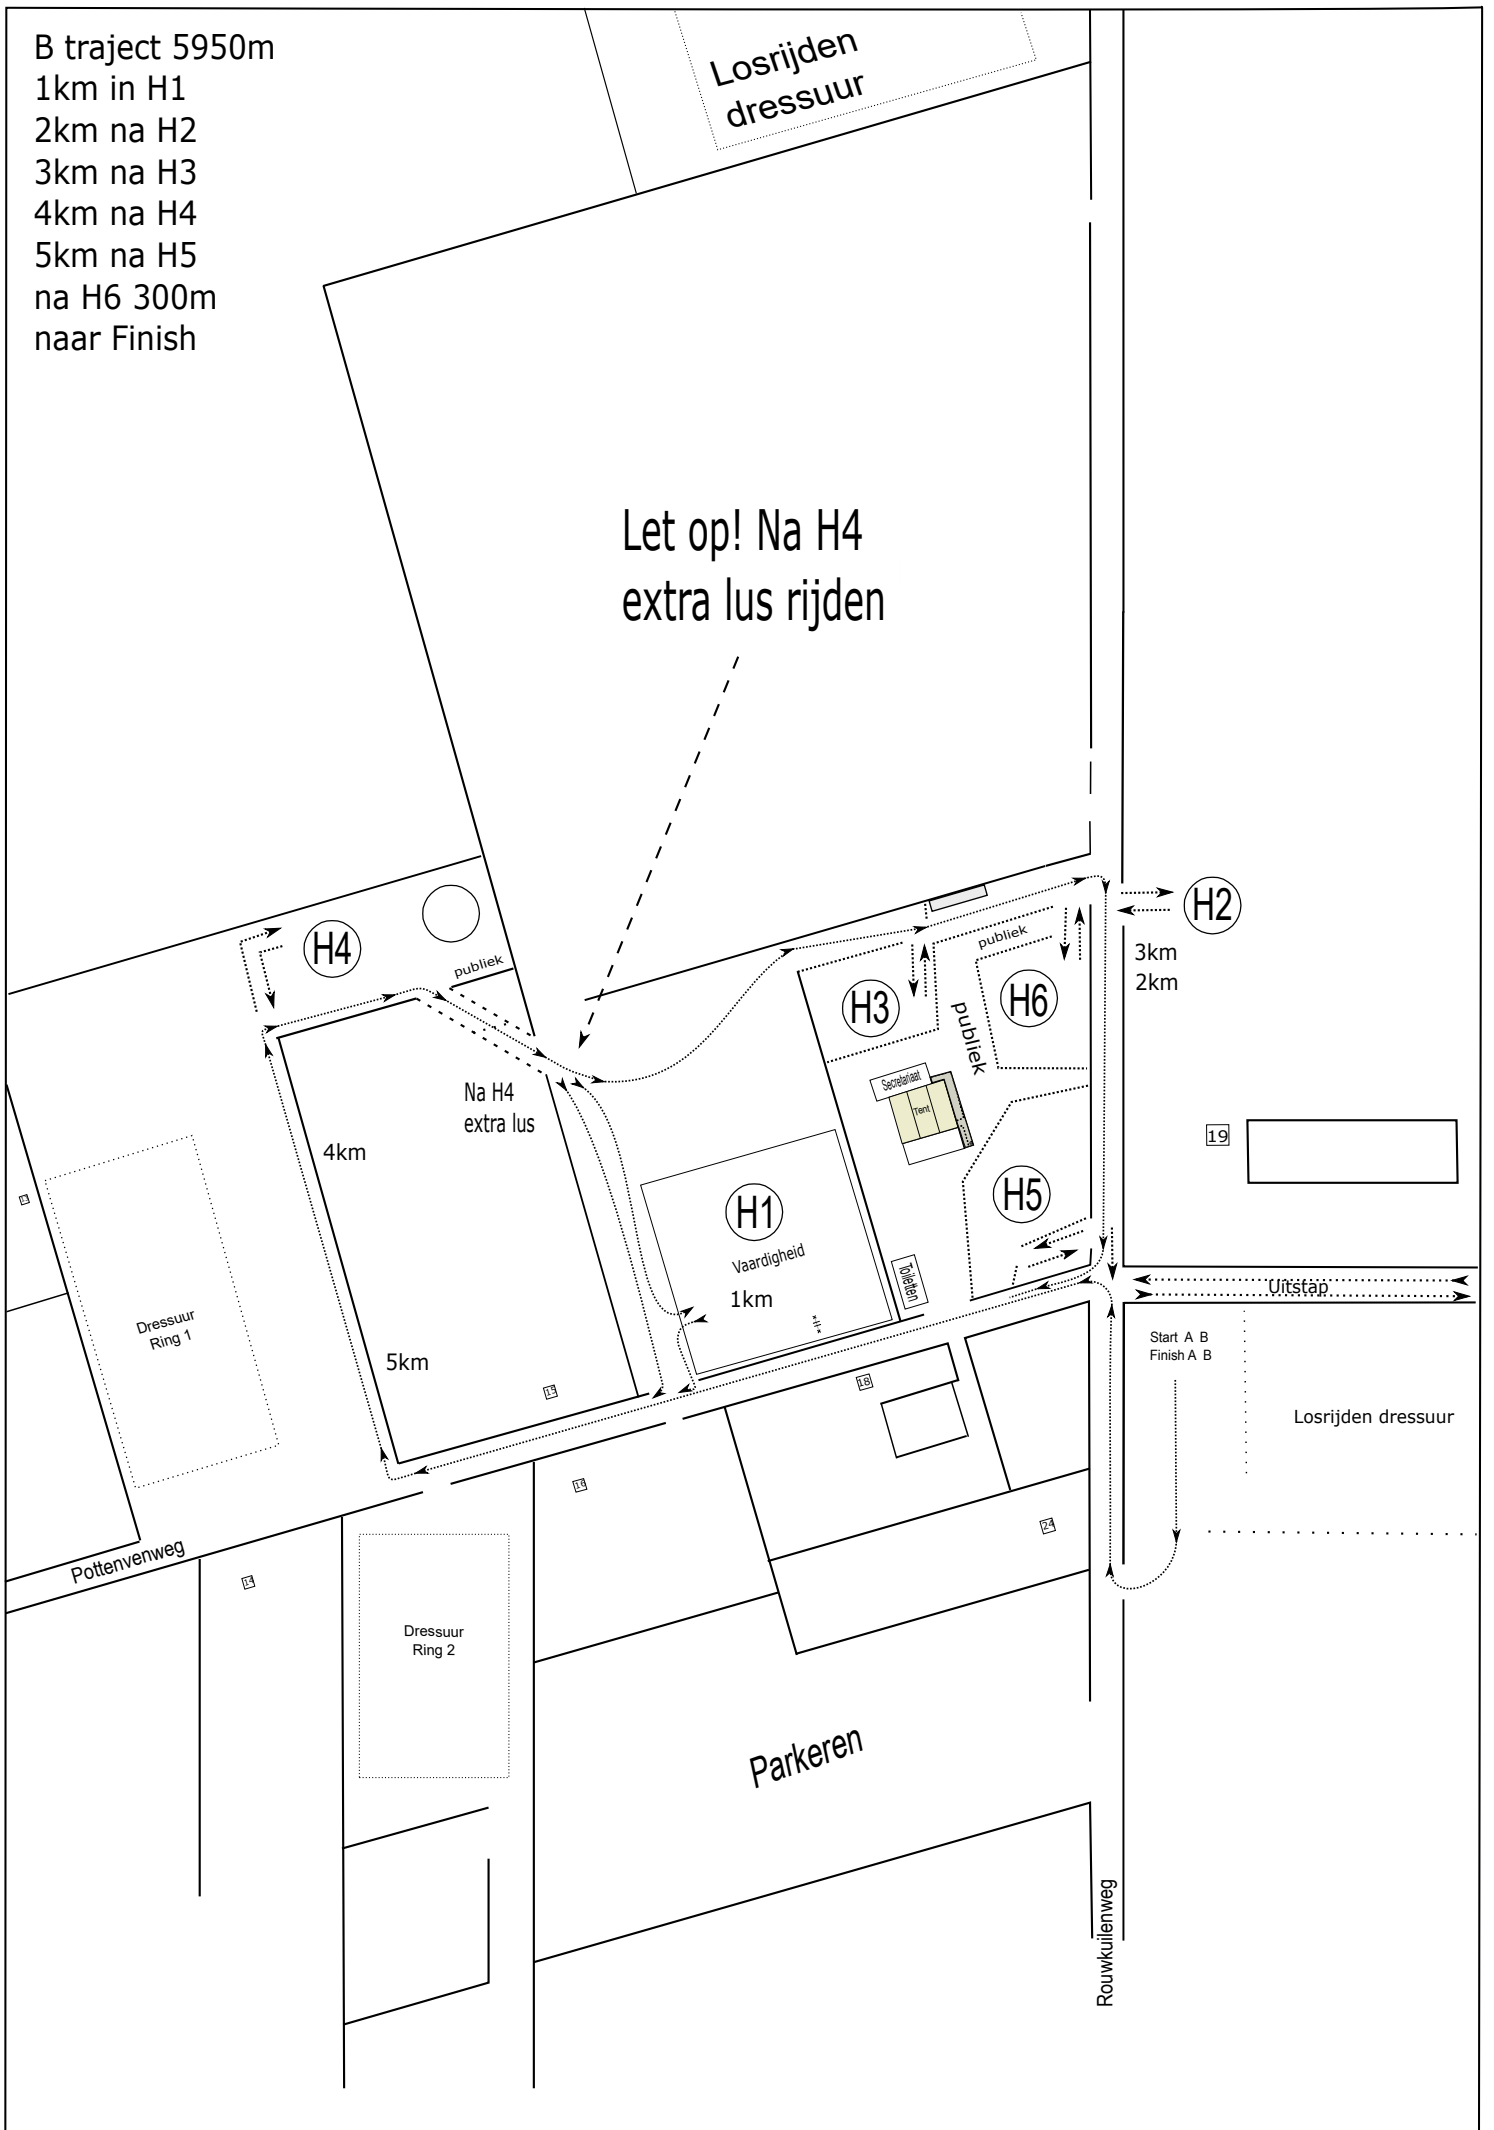 B traject 5950m
1km in H1
2km na H2
3km na H3
4km na H4
5km na H5
na H6 300m
naar Finish
Losrijden
dressuur
Let op! Na H4
extra lus rijden
H4
publiek
publiek
H2
3km
2km
H3
H6
publiek
Secretariaat
Tent
Na H4
extra lus
4km
19
13
H1
Vaardigheid
1km
H5
Toiletten
Uitstap
Dressuur
Ring 1
5km
15
18
Start A B
Finish A B
Losrijden dressuur
16
24
Pottenvenweg
14
Dressuur
Ring 2
Parkeren
Rouwkuilenweg